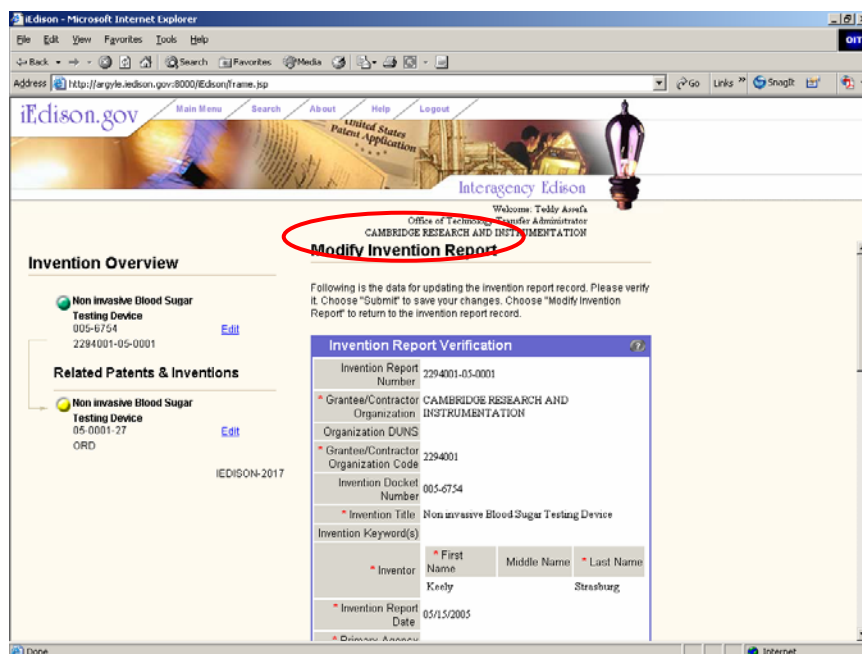 iEdison - Microsoft Internet Explorer
File Edit View Favorites Tools Help
Back Search Favorites Media
Address http://argyle.iedison.gov:8000/iEdison/frame.jsp Go Links » SnagIt
OIT
iEdison.gov Main Menu Search About Help Logout
United States
Patent Application
Interagency Edison
Welcome: Teddy Assefa
Office of Technology Transfer Administrator
CAMBRIDGE RESEARCH AND INSTRUMENTATION
Invention Overview
Non invasive Blood Sugar
Testing Device
005-6754 Edit
2294001-05-0001
Related Patents & Inventions
Non invasive Blood Sugar
Testing Device
05-0001-27 Edit
ORD
IEDISON-2017
Modify Invention Report
Following is the data for updating the invention report record. Please verify
it. Choose "Submit" to save your changes. Choose "Modify Invention
Report" to return to the invention report record.
Invention Report Verification ?
Invention Report
Number 2294001-05-0001
* Grantee/Contractor
Organization CAMBRIDGE RESEARCH AND
INSTRUMENTATION
Organization DUNS
* Grantee/Contractor
Organization Code 2294001
Invention Docket
Number 005-6754
* Invention Title Non invasive Blood Sugar Testing Device
Invention Keyword(s)
* Inventor
* First
Name Middle Name * Last Name
Keely Strasburg
* Invention Report
Date 05/15/2005
* Primary Agency
Done Internet